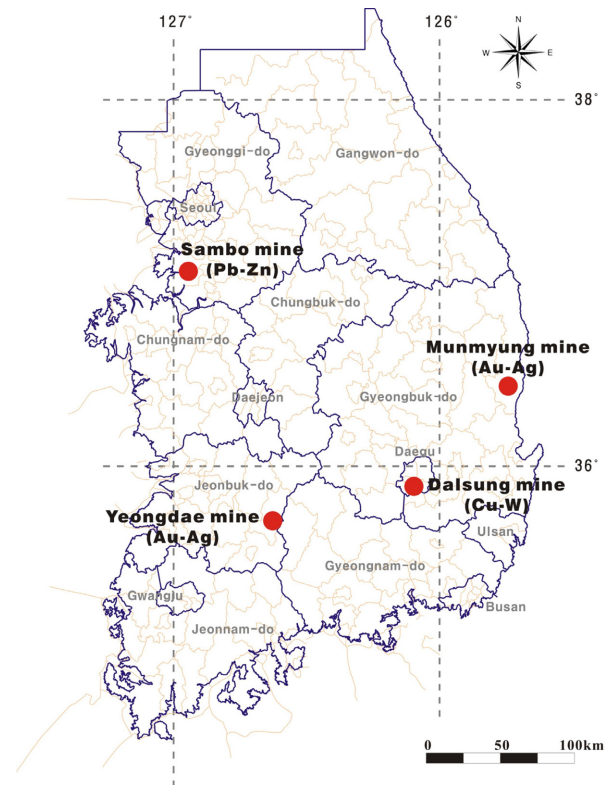 127°
126°
N
W
E
S
38°
Gyeonggi-do
Gangwon-do
Seoul
Sambo mine
(Pb-Zn)
Chungbuk-do
Chungnam-do
Munmyung mine
(Au-Ag)
Daejeon
Gyeongbuk-do
Daegu
36°
Jeonbuk-do
Dalsung mine
(Cu-W)
Yeongdae mine
(Au-Ag)
Ulsan
Gyeongnam-do
Gwangju
Busan
Jeonnam-do
0 50 100km